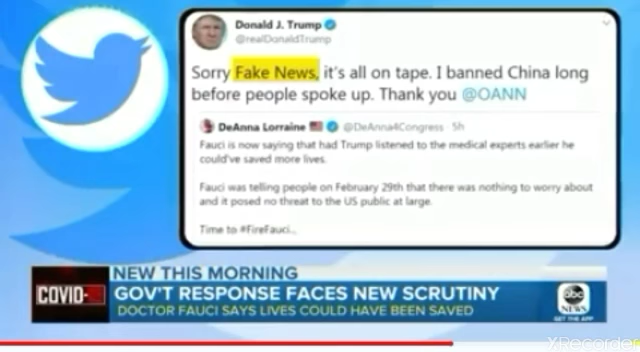 Donald J. Trump
@realDonaldTrump
Sorry Fake News, it's all on tape. I banned China long
before people spoke up. Thank you @OANN
DeAnna Lorraine @DeAnna4Congress · 5h
Fauci is now saying that had Trump listened to the medical experts earlier he
could've saved more lives.
Fauci was telling people on February 29th that there was nothing to worry about
and it posed no threat to the US public at large.
Time to #FireFauci...
NEW THIS MORNING
COVID-
GOV'T RESPONSE FACES NEW SCRUTINY
DOCTOR FAUCI SAYS LIVES COULD HAVE BEEN SAVED
abc
NEWS
GET THE APP
XRecorder